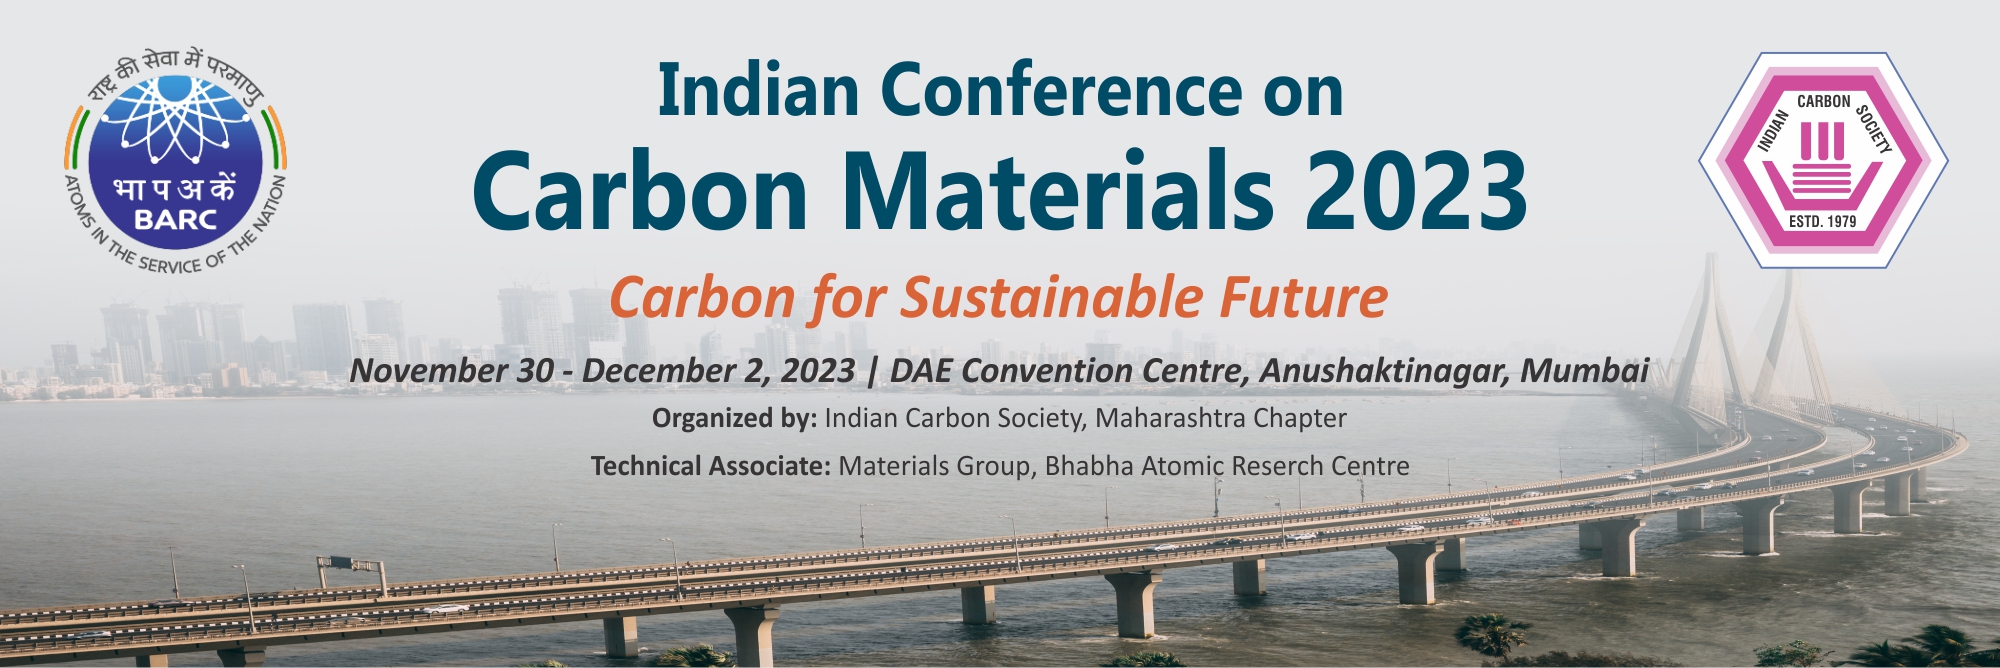 राष्ट्र की सेवा में परमाणु
भा प अ कें
BARC
ATOMS IN THE SERVICE OF THE NATION
Indian Conference on
Carbon Materials 2023
Carbon for Sustainable Future
November 30 - December 2, 2023 | DAE Convention Centre, Anushaktinagar, Mumbai
Organized by: Indian Carbon Society, Maharashtra Chapter
Technical Associate: Materials Group, Bhabha Atomic Reserch Centre
INDIAN CARBON SOCIETY
ESTD. 1979